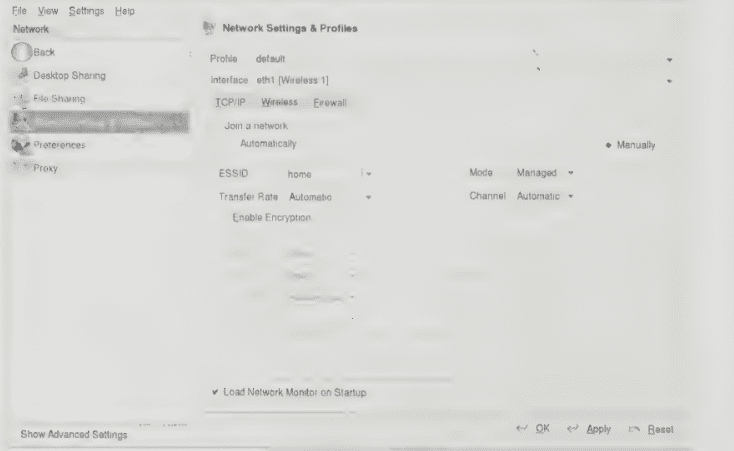 File View Settings Help
Network
Back
Desktop Sharing
File Sharing
Preferences
Proxy
Show Advanced Settings
Network Settings & Profiles
Profile default
Interface eth1 [Wireless 1]
TCP/IP Wireless Firewall
Join a network
Automatically Manually
ESSID home Mode Managed
Transfer Rate Automatic Channel Automatic
Enable Encryption
Load Network Monitor on Startup
OK Apply Reset